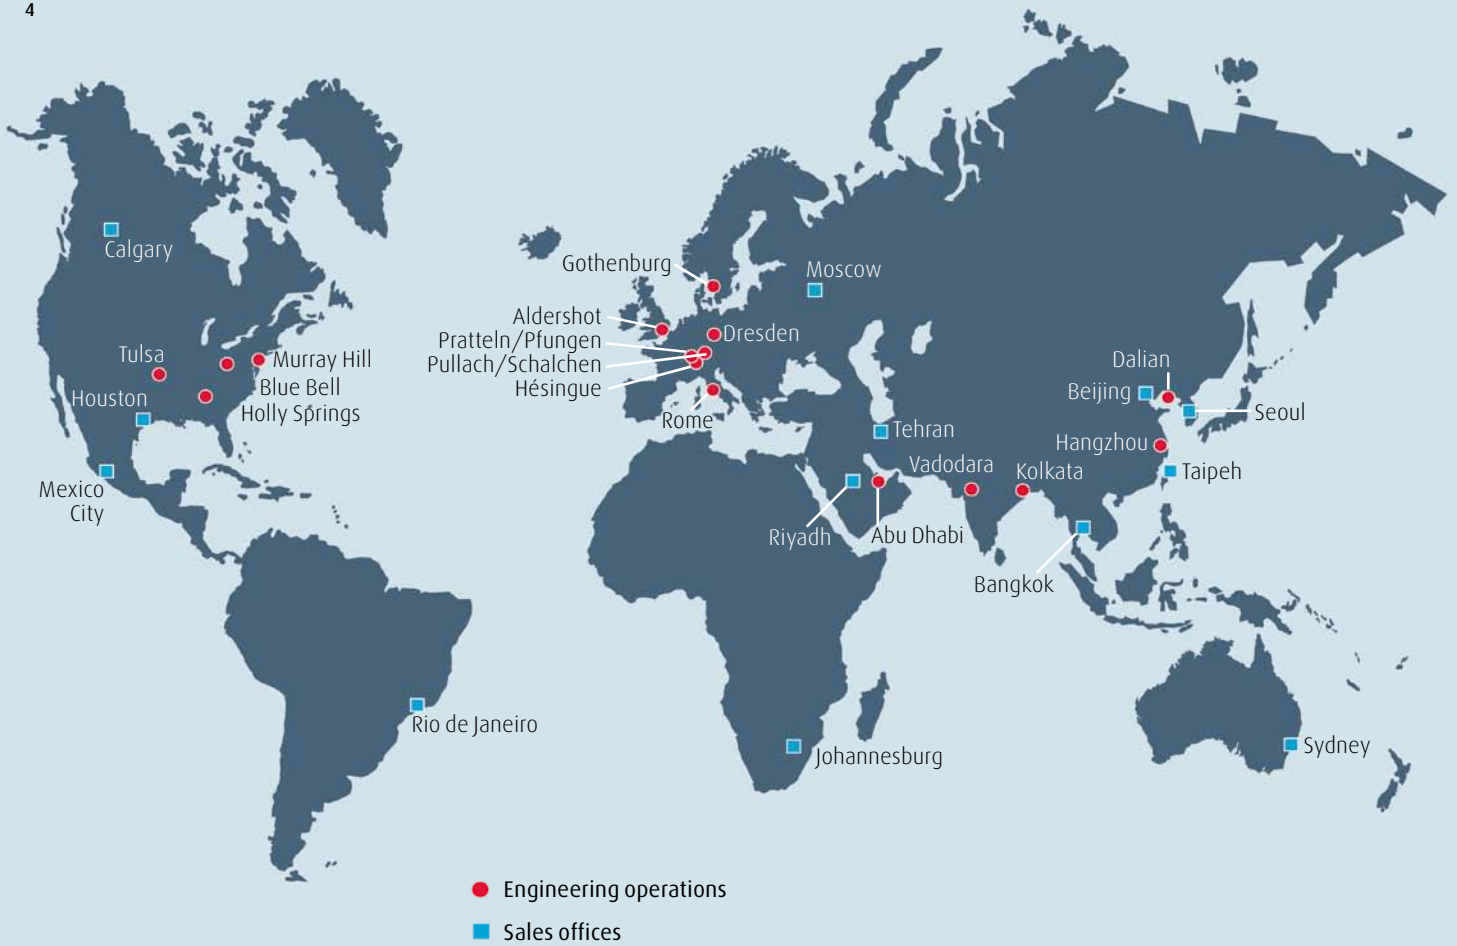 4
Calgary
Gothenburg
Moscow
Aldershot
Pratteln/Pfungen
Dresden
Pullach/Schalchen
Hésingue
Rome
Tulsa
Murray Hill
Blue Bell
Houston
Holly Springs
Mexico
City
Dalian
Beijing
Seoul
Tehran
Hangzhou
Vadodara
Kolkata
Taipeh
Riyadh
Abu Dhabi
Bangkok
Rio de Janeiro
Johannesburg
Sydney
Engineering operations
Sales offices